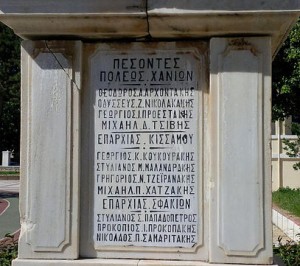 ΠΕΣΟΝΤΕΣ
ΠΟΛΕΩΣ ΧΑΝΙΩΝ
ΘΕΟΔΩΡΟΣ Α. ΑΡΧΟΝΤΑΚΗΣ
ΟΔΥΣΣΕΥΣ Ζ. ΝΙΚΟΛΑΚΑΚΗΣ
ΓΕΩΡΓΙΟΣ Ι. ΠΡΟΕΣΤΑΚΗΣ
ΜΙΧΑΗΛ Δ. ΤΣΙΒΗΣ
ΕΠΑΡΧΙΑΣ ΚΙΣΣΑΜΟΥ
ΓΕΩΡΓΙΟΣ Κ. ΚΟΥΚΟΥΡΑΚΗΣ
ΣΤΥΛΙΑΝΟΣ Μ. ΜΑΛΑΝΔΡΑΚΗΣ
ΓΡΗΓΟΡΙΟΣ Ν. ΤΖΕΙΡΑΝΑΚΗΣ
ΜΙΧΑΗΛ Π. ΧΑΤΖΑΚΗΣ
ΕΠΑΡΧΙΑΣ ΣΦΑΚΙΩΝ
ΣΤΥΛΙΑΝΟΣ Σ. ΠΑΠΑΔΟΠΕΤΡΟΣ
ΠΡΟΚΟΠΙΟΣ Ι. ΠΡΟΚΟΠΑΚΗΣ
ΝΙΚΟΛΑΟΣ Π. ΣΑΜΑΡΙΤΑΚΗΣ